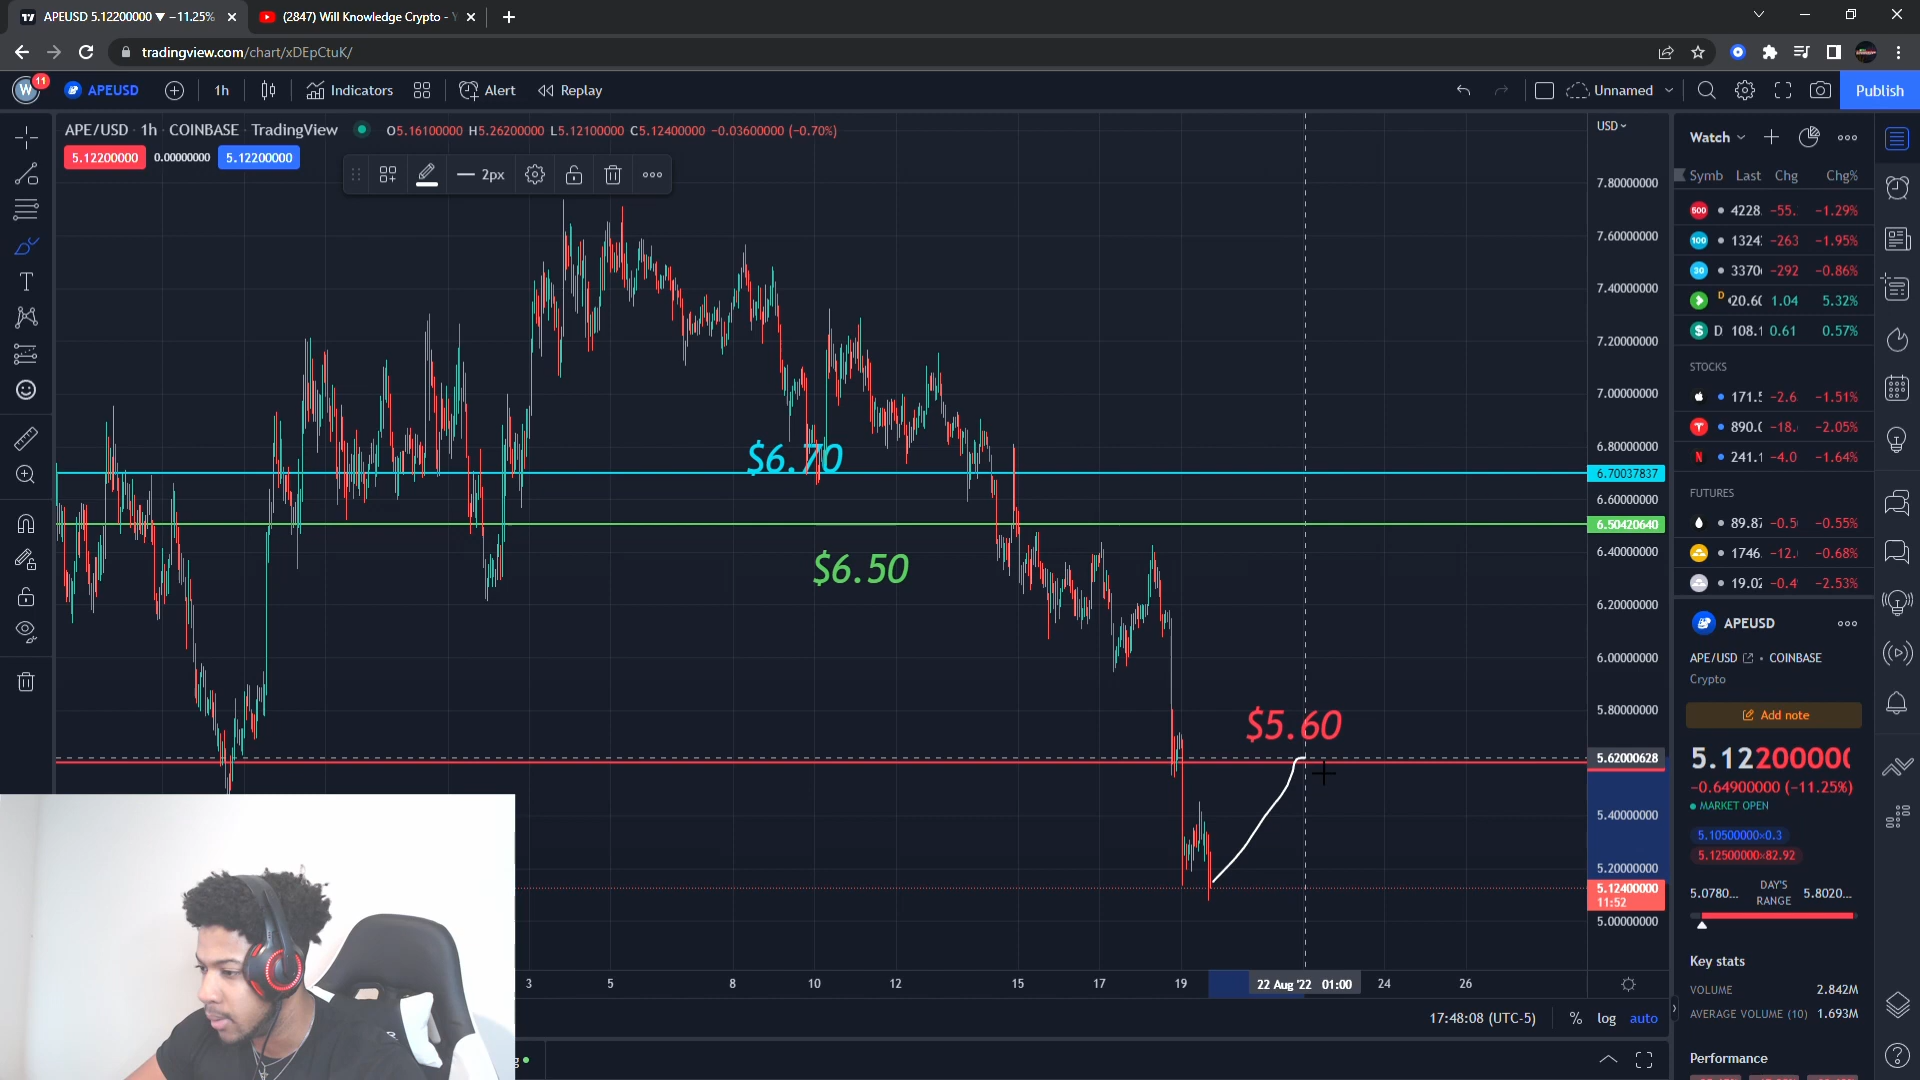 APEUSD 5.12200000 ▼ −11.25%
(2847) Will Knowledge Crypto -
tradingview.com/chart/xDEpCtuK/
W 11
APEUSD
1h
Indicators
Alert
Replay
Unnamed
Publish
APE/USD · 1h · COINBASE · TradingView
O5.16100000 H5.26200000 L5.12100000 C5.12400000 −0.03600000 (−0.70%)
5.12200000 0.00000000 5.12200000
2px
USD
7.80000000
7.60000000
7.40000000
7.20000000
7.00000000
6.80000000
6.70037837
6.60000000
6.50420640
6.40000000
6.20000000
6.00000000
5.80000000
5.62000628
5.40000000
5.20000000
5.12400000
11:52
5.00000000
$6.70
$6.50
$5.60
3 5 8 10 12 15 17 19 22 Aug '22 01:00 24 26
17:48:08 (UTC-5) % log auto
Watch
Symb Last Chg Chg%
500 4228. −55. −1.29%
100 1324 −263 −1.95%
30 3370 −292 −0.86%
D 20.6 1.04 5.32%
$ D 108.1 0.61 0.57%
STOCKS
171. −2.6 −1.51%
890. −18. −2.05%
N 241.1 −4.0 −1.64%
FUTURES
89.8 −0.5 −0.55%
1746. −12. −0.68%
19.02 −0.4 −2.53%
APEUSD
APE/USD • COINBASE
Crypto
Add note
5.12200000
−0.64900000 (−11.25%)
MARKET OPEN
5.10500000×0.3
5.12500000×82.92
5.0780... DAY'S RANGE 5.8020...
Key stats
VOLUME 2.842M
AVERAGE VOLUME (10) 1.693M
Performance